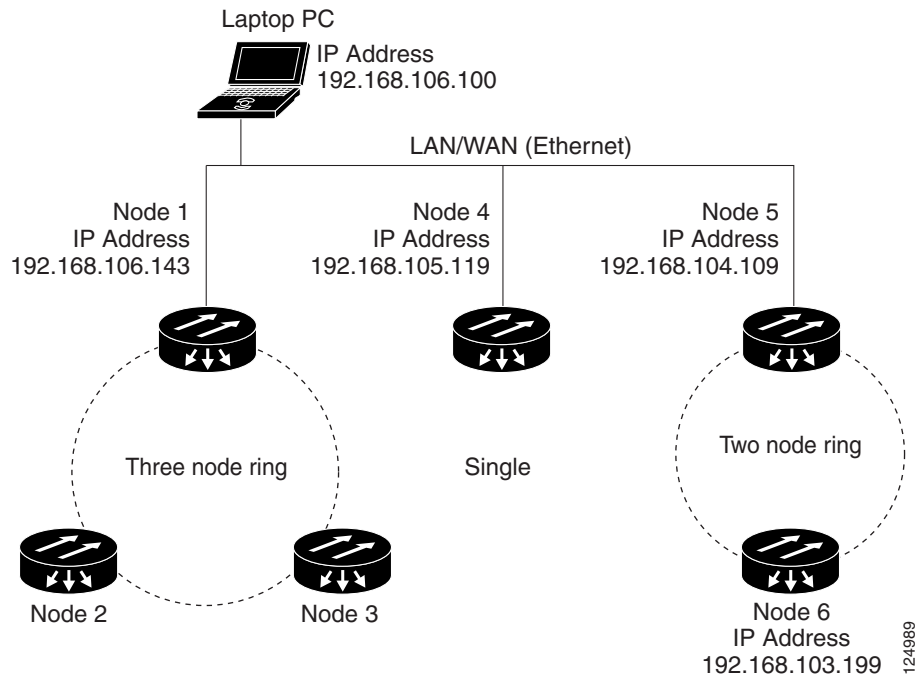 Laptop PC
IP Address
192.168.106.100
LAN/WAN (Ethernet)
Node 1
IP Address
192.168.106.143
Node 4
IP Address
192.168.105.119
Node 5
IP Address
192.168.104.109
Three node ring
Single
Two node ring
Node 2
Node 3
Node 6
IP Address
192.168.103.199
124989